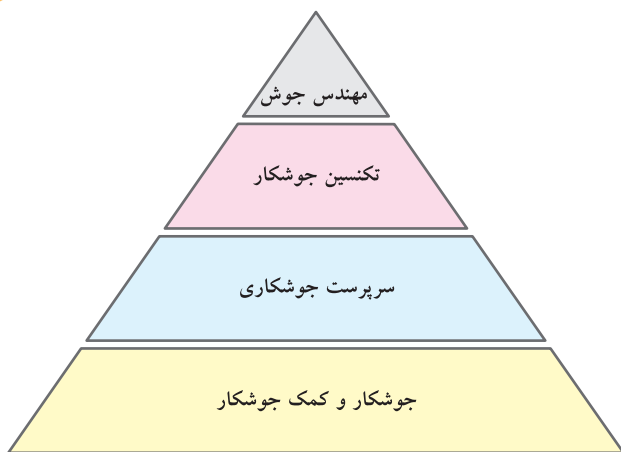 مهندس جوش
تکنسین جوشکار
سرپرست جوشکاری
جوشکار و کمک جوشکار